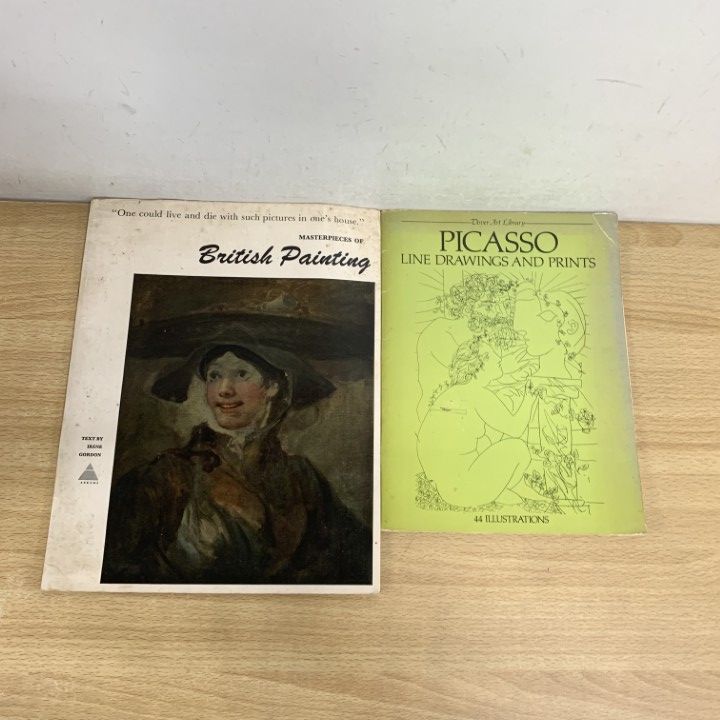 "One could live and die with such pictures in one's house."
MASTERPIECES OF
British Painting
TEXT BY
IRENE
GORDON
ABRAMS
Dover Art Library
PICASSO
LINE DRAWINGS AND PRINTS
44 ILLUSTRATIONS